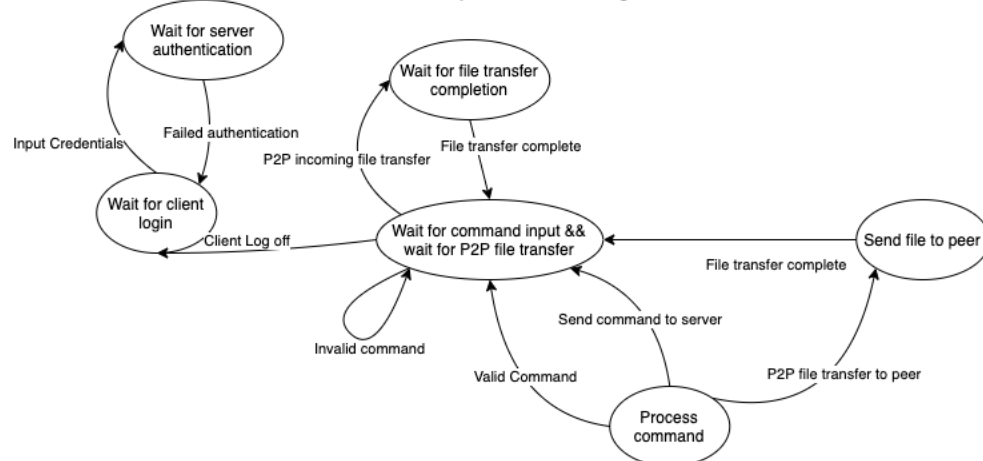 Wait for server
authentication
Wait for file transfer
completion
Input Credentials
Failed authentication
P2P incoming file transfer
File transfer complete
Wait for client
login
Client Log off
Wait for command input &&
wait for P2P file transfer
Send file to peer
File transfer complete
Invalid command
Send command to server
Valid Command
P2P file transfer to peer
Process
command